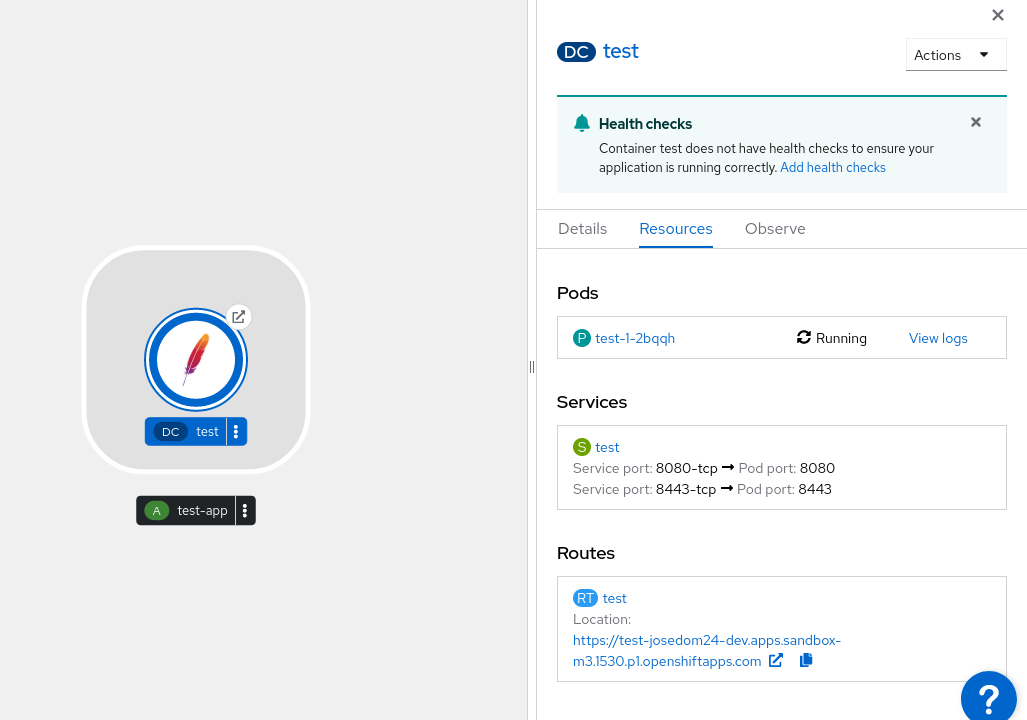 DC test
Actions
Health checks
Container test does not have health checks to ensure your
application is running correctly. Add health checks
Details Resources Observe
Pods
P test-1-2bqqh Running View logs
Services
S test
Service port: 8080-tcp → Pod port: 8080
Service port: 8443-tcp → Pod port: 8443
Routes
RT test
Location:
https://test-josedom24-dev.apps.sandbox-
m3.1530.p1.openshiftapps.com
?
DC test
A test-app